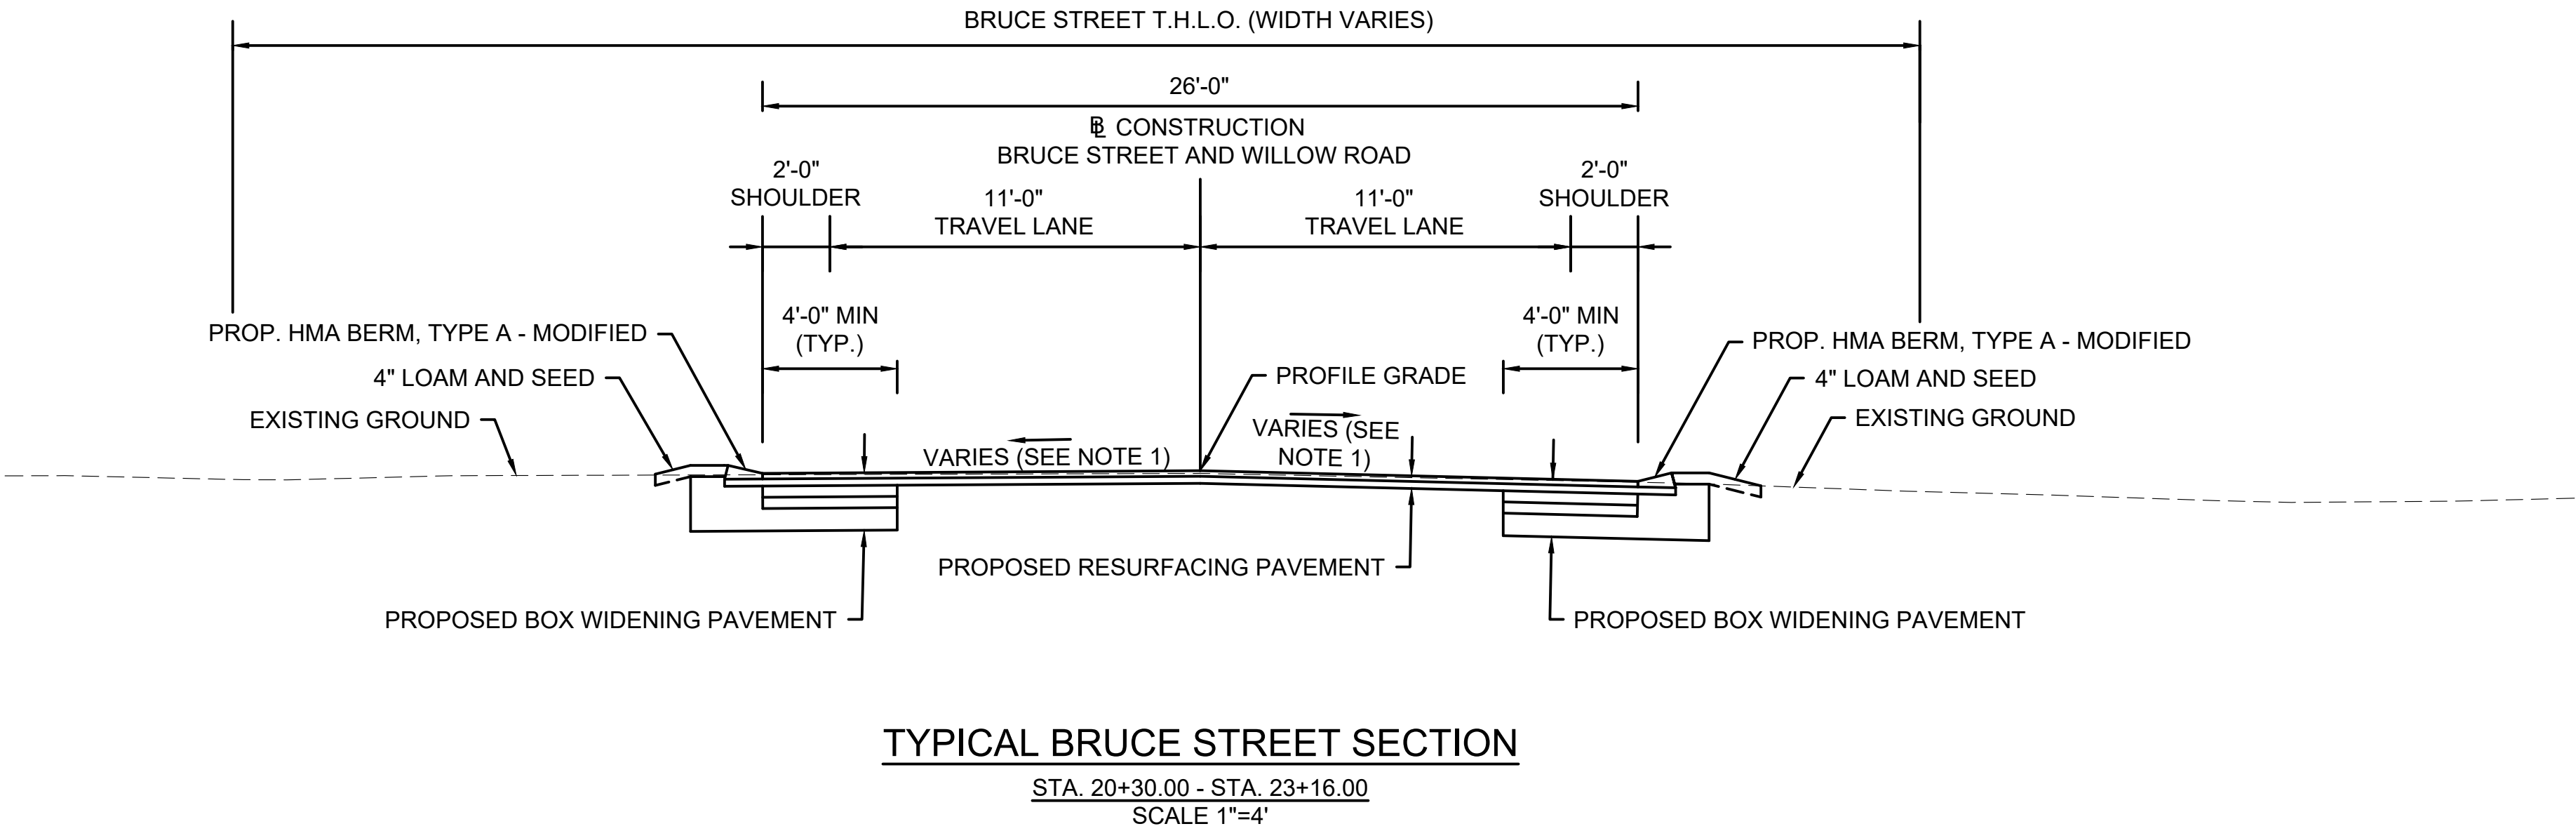 BRUCE STREET T.H.L.O. (WIDTH VARIES)
26'-0"
BL CONSTRUCTION
BRUCE STREET AND WILLOW ROAD
2'-0"
SHOULDER
11'-0"
TRAVEL LANE
11'-0"
TRAVEL LANE
2'-0"
SHOULDER
4'-0" MIN
(TYP.)
4'-0" MIN
(TYP.)
PROP. HMA BERM, TYPE A - MODIFIED
4" LOAM AND SEED
EXISTING GROUND
PROFILE GRADE
PROP. HMA BERM, TYPE A - MODIFIED
4" LOAM AND SEED
EXISTING GROUND
VARIES (SEE NOTE 1)
VARIES (SEE
NOTE 1)
PROPOSED RESURFACING PAVEMENT
PROPOSED BOX WIDENING PAVEMENT
PROPOSED BOX WIDENING PAVEMENT
TYPICAL BRUCE STREET SECTION
STA. 20+30.00 - STA. 23+16.00
SCALE 1"=4'